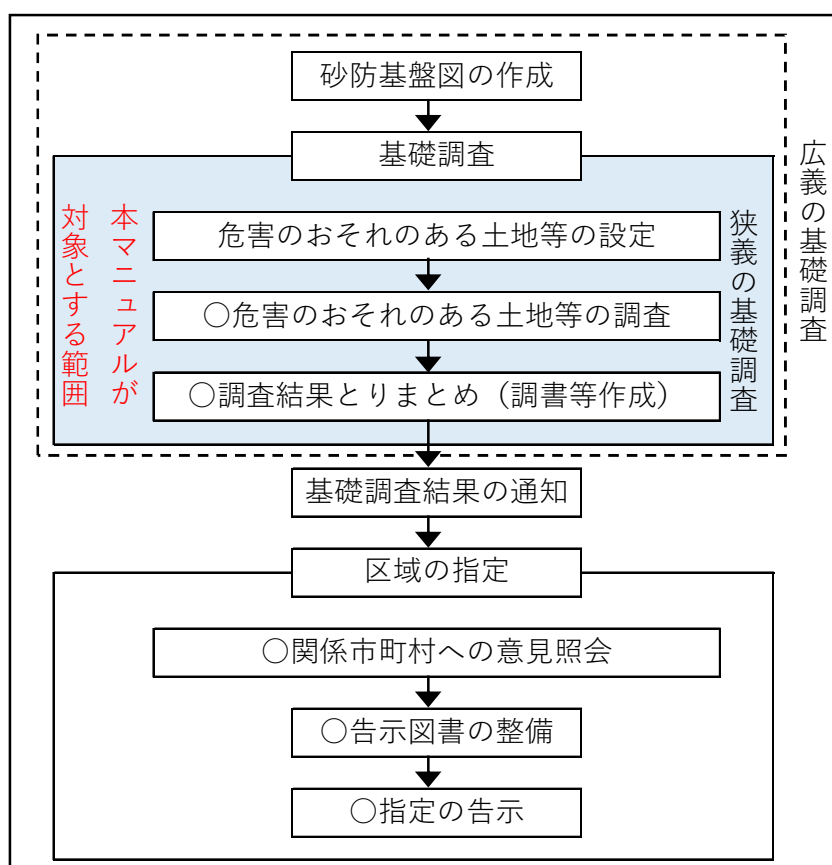 砂防基盤図の作成
基礎調査
広義の基礎調査
狭義の基礎調査
本マニュアルが
対象とする範囲
危害のおそれのある土地等の設定
○危害のおそれのある土地等の調査
○調査結果とりまとめ（調書等作成）
基礎調査結果の通知
区域の指定
○関係市町村への意見照会
○告示図書の整備
○指定の告示